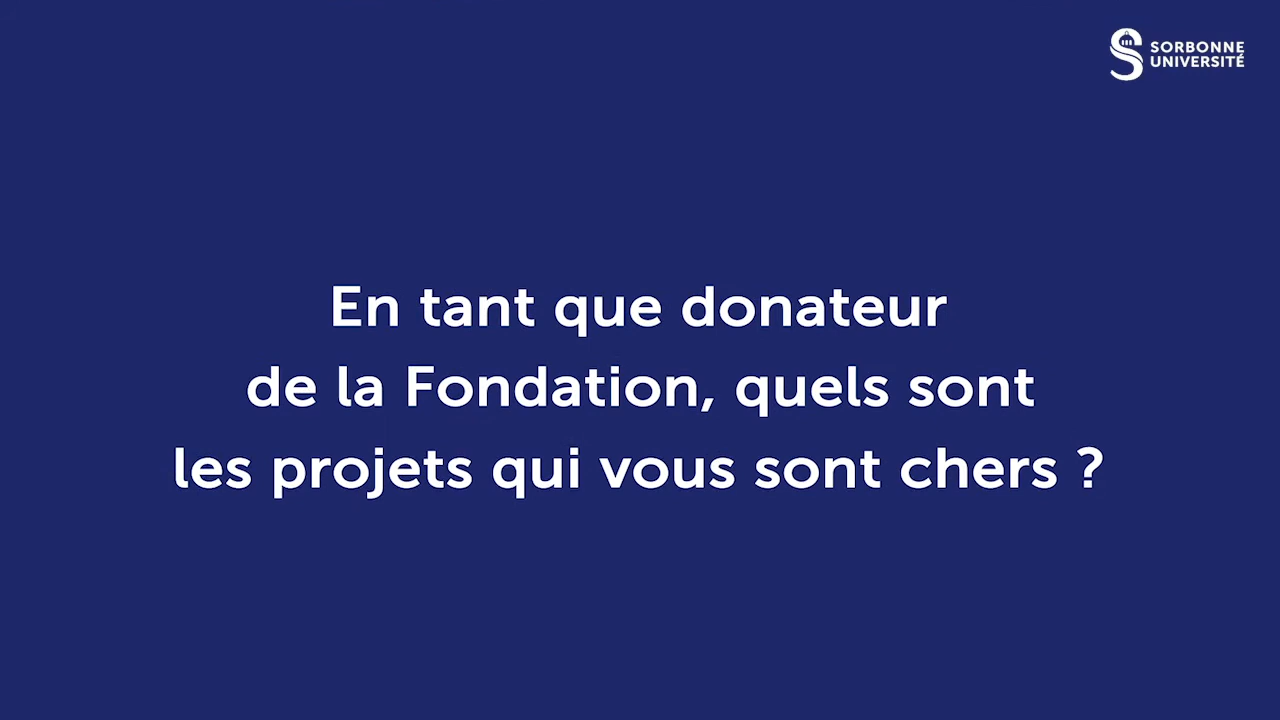 SORBONNE
UNIVERSITÉ
En tant que donateur
de la Fondation, quels sont
les projets qui vous sont chers ?